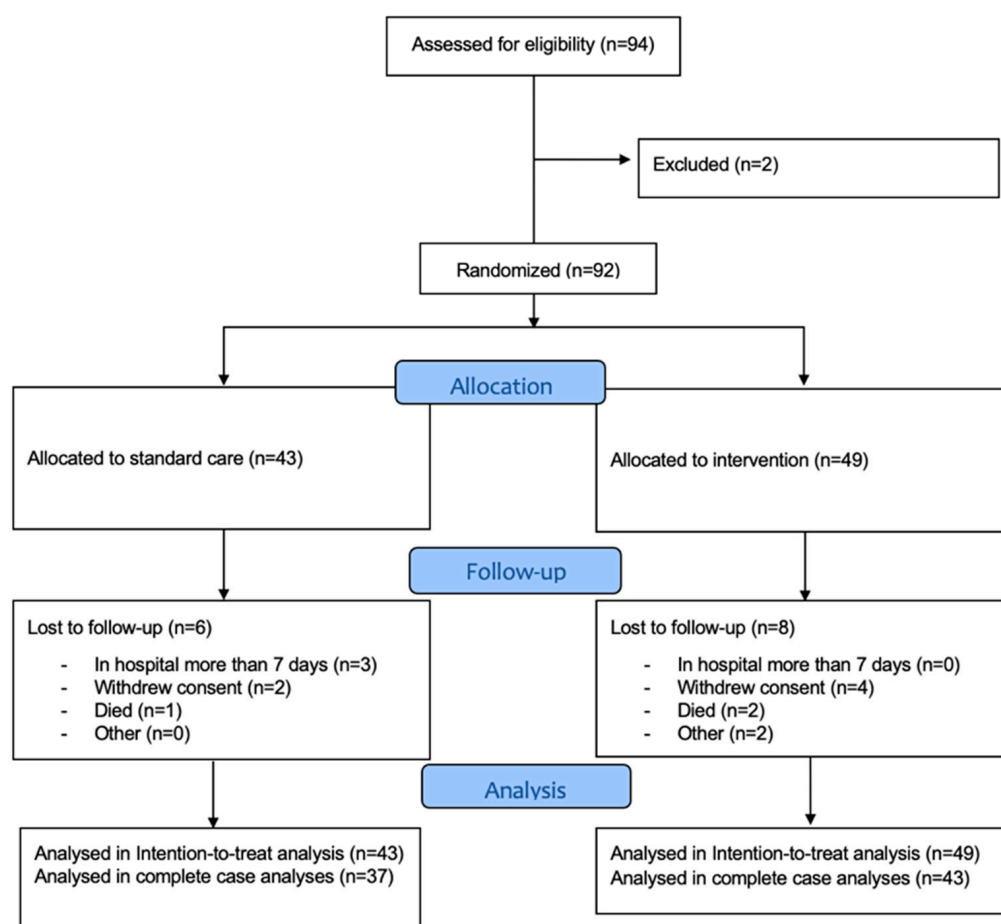 Assessed for eligibility (n=94)
Excluded (n=2)
Randomized (n=92)
Allocation
Allocated to standard care (n=43)
Allocated to intervention (n=49)
Follow-up
Lost to follow-up (n=6)
- In hospital more than 7 days (n=3)
- Withdrew consent (n=2)
- Died (n=1)
- Other (n=0)
Lost to follow-up (n=8)
- In hospital more than 7 days (n=0)
- Withdrew consent (n=4)
- Died (n=2)
- Other (n=2)
Analysis
Analysed in Intention-to-treat analysis (n=43)
Analysed in complete case analyses (n=37)
Analysed in Intention-to-treat analysis (n=49)
Analysed in complete case analyses (n=43)